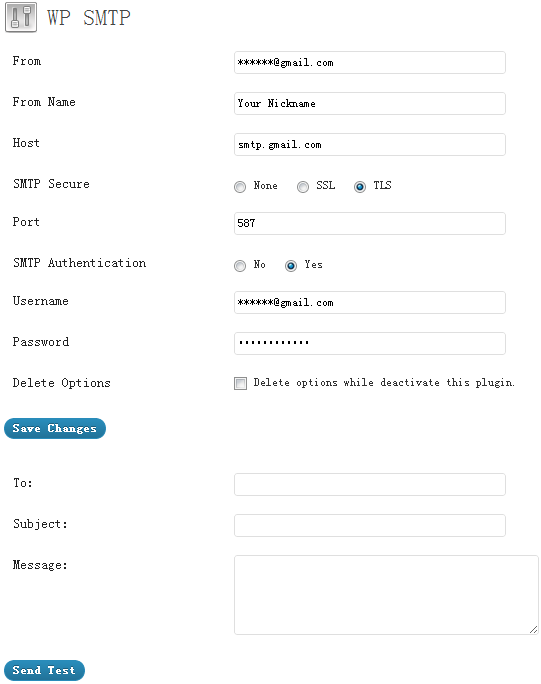 WP SMTP
From ******@gmail.com
From Name Your Nickname
Host smtp.gmail.com
SMTP Secure None SSL TLS
Port 587
SMTP Authentication No Yes
Username ******@gmail.com
Password ••••••••••••
Delete Options Delete options while deactivate this plugin.
Save Changes
To:
Subject:
Message:
Send Test